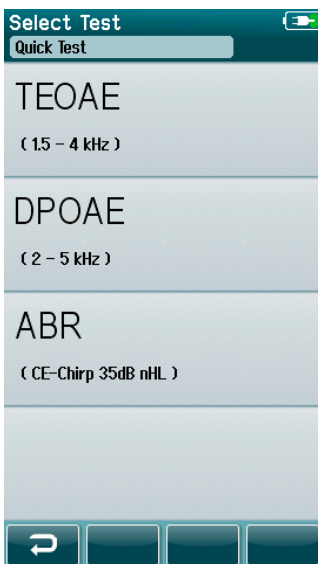 Select Test
Quick Test
TEOAE
( 1.5 - 4 kHz )
DPOAE
( 2 - 5 kHz )
ABR
( CE-Chirp 35dB nHL )